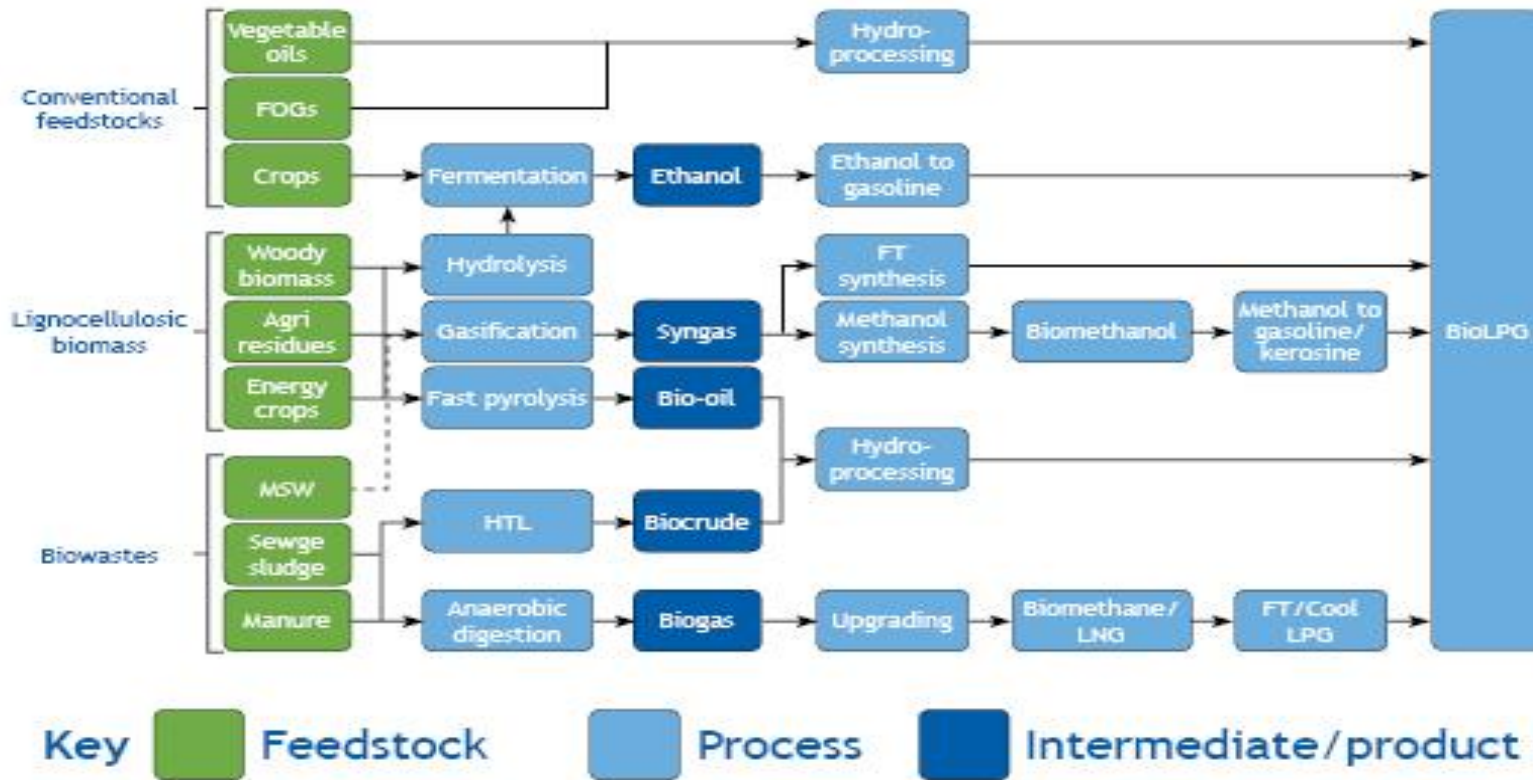 Conventional
feedstocks
Vegetable
oils
FOGs
Crops
Hydro-
processing
Fermentation
Ethanol
Ethanol to
gasoline
Lignocellulosic
biomass
Woody
biomass
Agri
residues
Energy
crops
Hydrolysis
Gasification
Fast pyrolysis
Syngas
Bio-oil
FT
synthesis
Methanol
synthesis
Biomethanol
Methanol to
gasoline/
kerosine
BioLPG
Hydro-
processing
Biowastes
MSW
Sewge
sludge
Manure
HTL
Biocrude
Anaerobic
digestion
Biogas
Upgrading
Biomethane/
LNG
FT/Cool
LPG
Key
Feedstock
Process
Intermediate/product